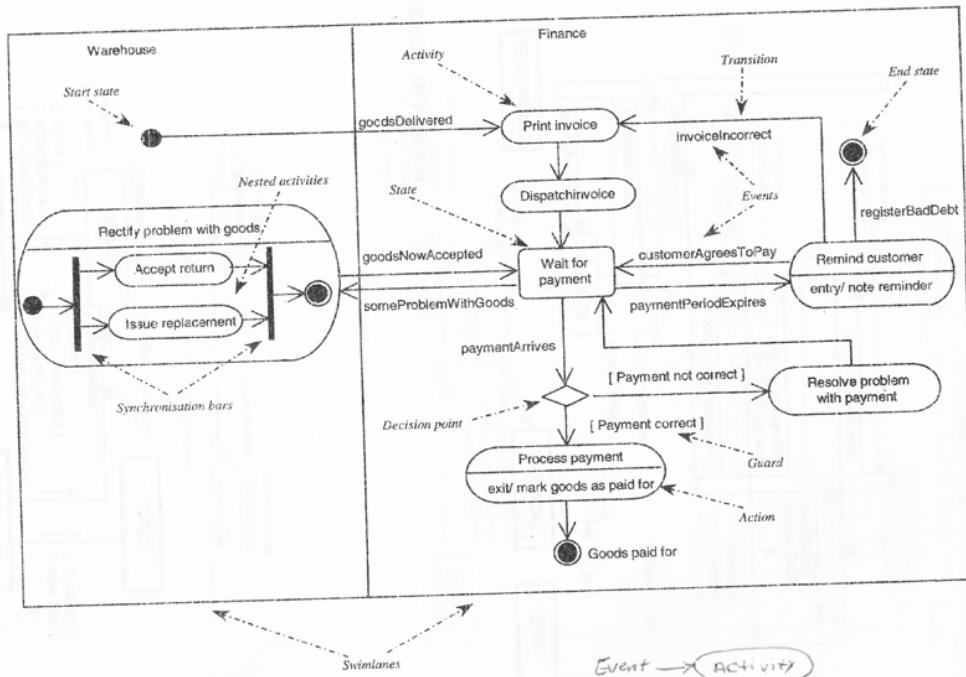 Warehouse
Finance
Activity
Transition
End state
Start state
goodsDelivered
Print invoice
invoiceIncorrect
Nested activities
State
Dispatchinvoice
Events
registerBadDebt
Rectify problem with goods
goodsNowAccepted
Wait for
payment
customerAgreesToPay
Remind customer
Accept return
entry/ note reminder
someProblemWithGoods
paymentPeriodExpires
Issue replacement
paymentArrives
[ Payment not correct ]
Resolve problem
with payment
Synchronisation bars
Decision point
[ Payment correct ]
Process payment
Guard
exit/ mark goods as paid for
Action
Goods paid for
Swimlanes
Event → Activity